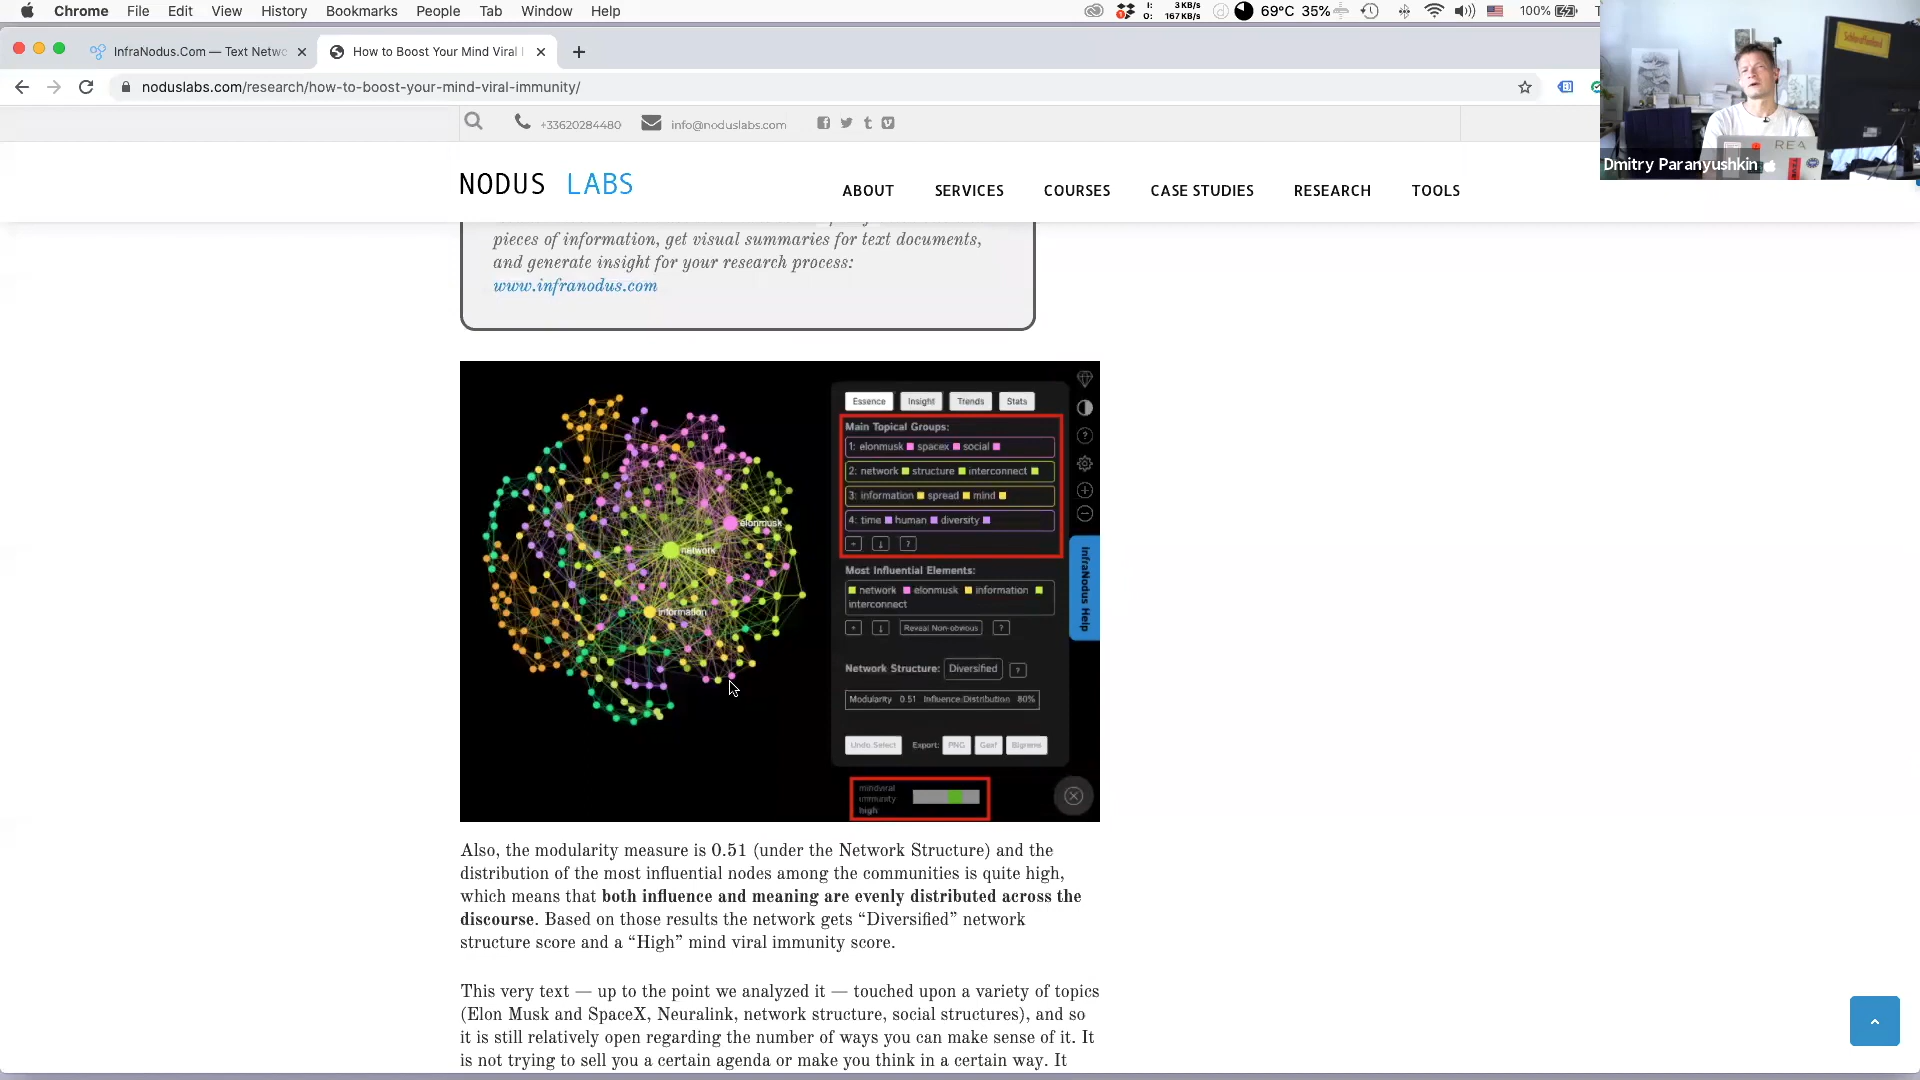 Chrome File Edit View History Bookmarks People Tab Window Help
I: 3 KB/s
O: 167 KB/s
69°C 35%
100%
InfraNodus.Com — Text Netwo
How to Boost Your Mind Viral I
noduslabs.com/research/how-to-boost-your-mind-viral-immunity/
+33620284480 info@noduslabs.com
Dmitry Paranyushkin
REA
NODUS LABS
ABOUT SERVICES COURSES CASE STUDIES RESEARCH TOOLS
pieces of information, get visual summaries for text documents,
and generate insight for your research process:
www.infranodus.com
Essence Insight Trends Stats
Main Topical Groups:
1: elonmusk spacex social
2: network structure interconnect
3: information spread mind
4: time human diversity
?
elonmusk
network
information
Most Influential Elements:
network elonmusk information
interconnect
Reveal Non-obvious ?
InfraNodus Help
Network Structure: Diversified ?
Modularity 0.51 Influence Distribution 80%
Undo Select Export: PNG Gexf Bigrams
mindviral
immunity
high
Also, the modularity measure is 0.51 (under the Network Structure) and the
distribution of the most influential nodes among the communities is quite high,
which means that both influence and meaning are evenly distributed across the
discourse. Based on those results the network gets “Diversified” network
structure score and a “High” mind viral immunity score.
This very text — up to the point we analyzed it — touched upon a variety of topics
(Elon Musk and SpaceX, Neuralink, network structure, social structures), and so
it is still relatively open regarding the number of ways you can make sense of it. It
is not trying to sell you a certain agenda or make you think in a certain way. It